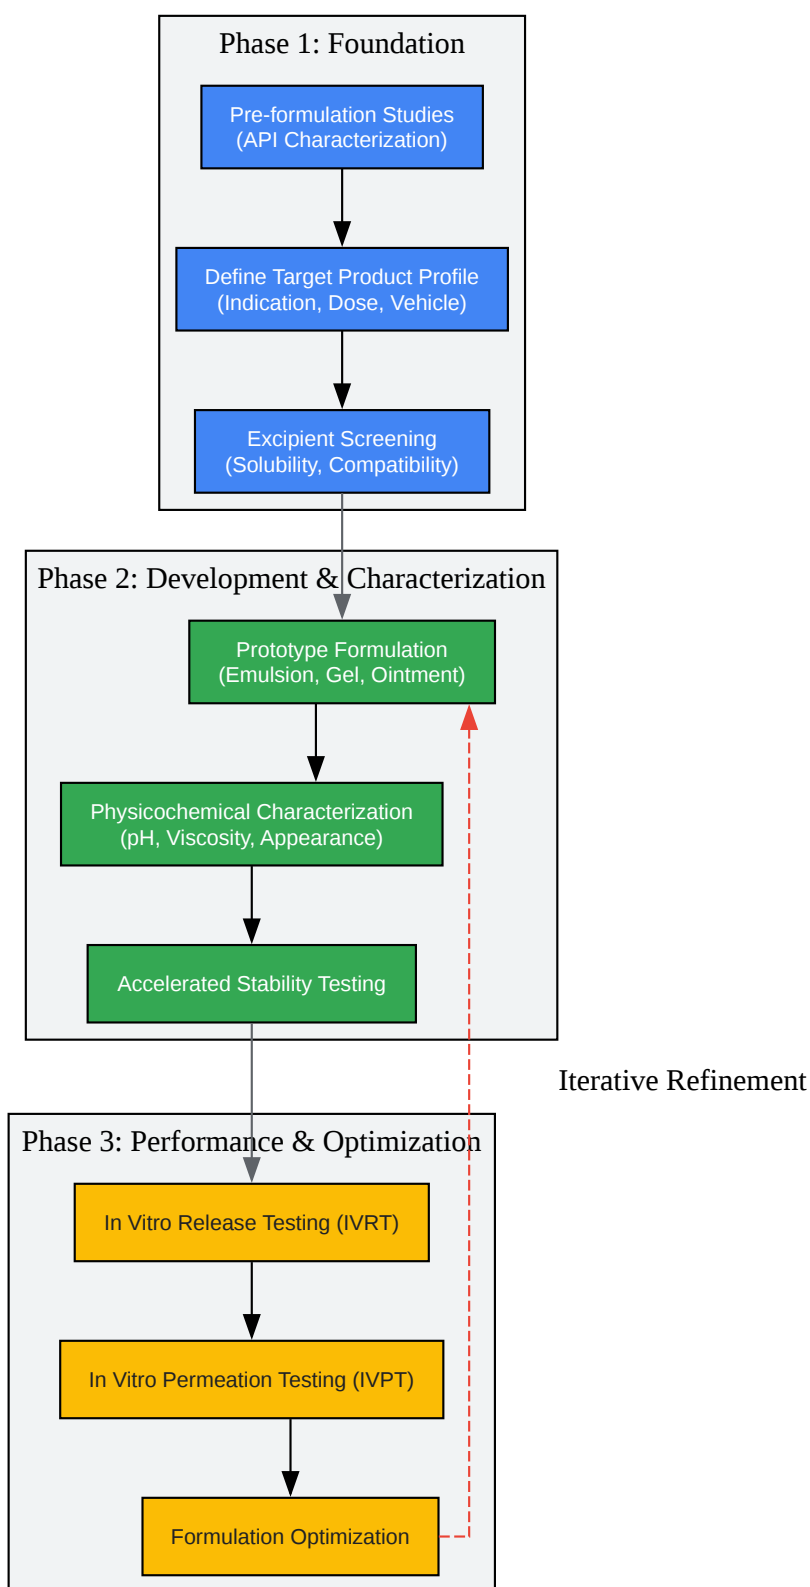 Phase 1: Foundation
Pre-formulation Studies
(API Characterization)
Define Target Product Profile
(Indication, Dose, Vehicle)
Excipient Screening
(Solubility, Compatibility)
Phase 2: Development & Characterization
Prototype Formulation
(Emulsion, Gel, Ointment)
Physicochemical Characterization
(pH, Viscosity, Appearance)
Accelerated Stability Testing
Iterative Refinement
Phase 3: Performance & Optimization
In Vitro Release Testing (IVRT)
In Vitro Permeation Testing (IVPT)
Formulation Optimization